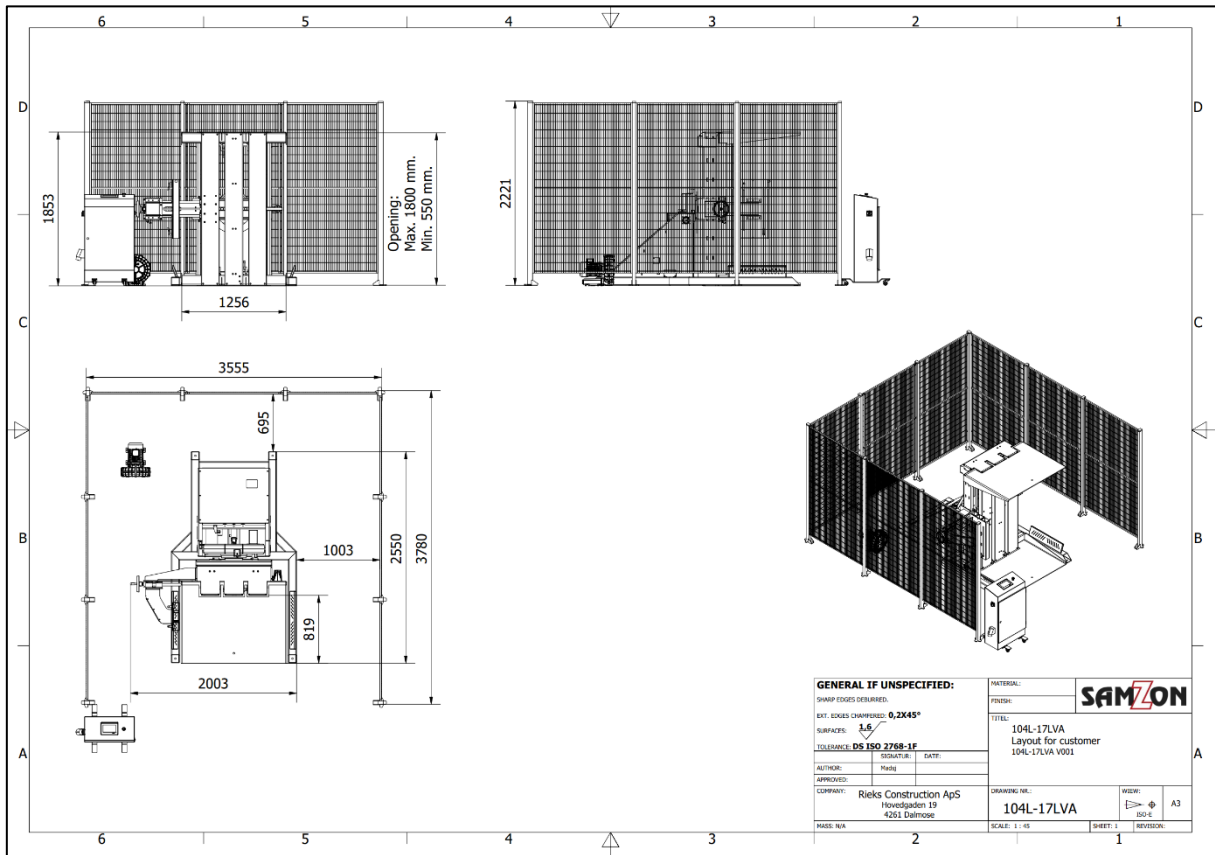 6 5 4 3 2 1
D
D
1853
Opening:
Max. 1800 mm.
Min. 550 mm.
1256
2221
C
C
3555
695
1003
2550
3780
819
2003
B
B
A
A
GENERAL IF UNSPECIFIED:
SHARP EDGES DEBURRED.
EXT. EDGES CHAMFERED: 0,2X45°
SURFACES: 1.6
TOLERANCE: DS ISO 2768-1F
SIGNATUR: DATE:
AUTHOR: Madsj
APPROVED:
COMPANY: Rieks Construction ApS
Hovedgaden 19
4261 Dalmose
MASS: N/A
MATERIAL:
FINISH:
SAMZON
TITEL:
104L-17LVA
Layout for customer
104L-17LVA V001
DRAWING NR.:
104L-17LVA
WIEW:
ISO-E
A3
SCALE: 1 : 45
SHEET: 1
REVISION:
6 5 4 3 2 1